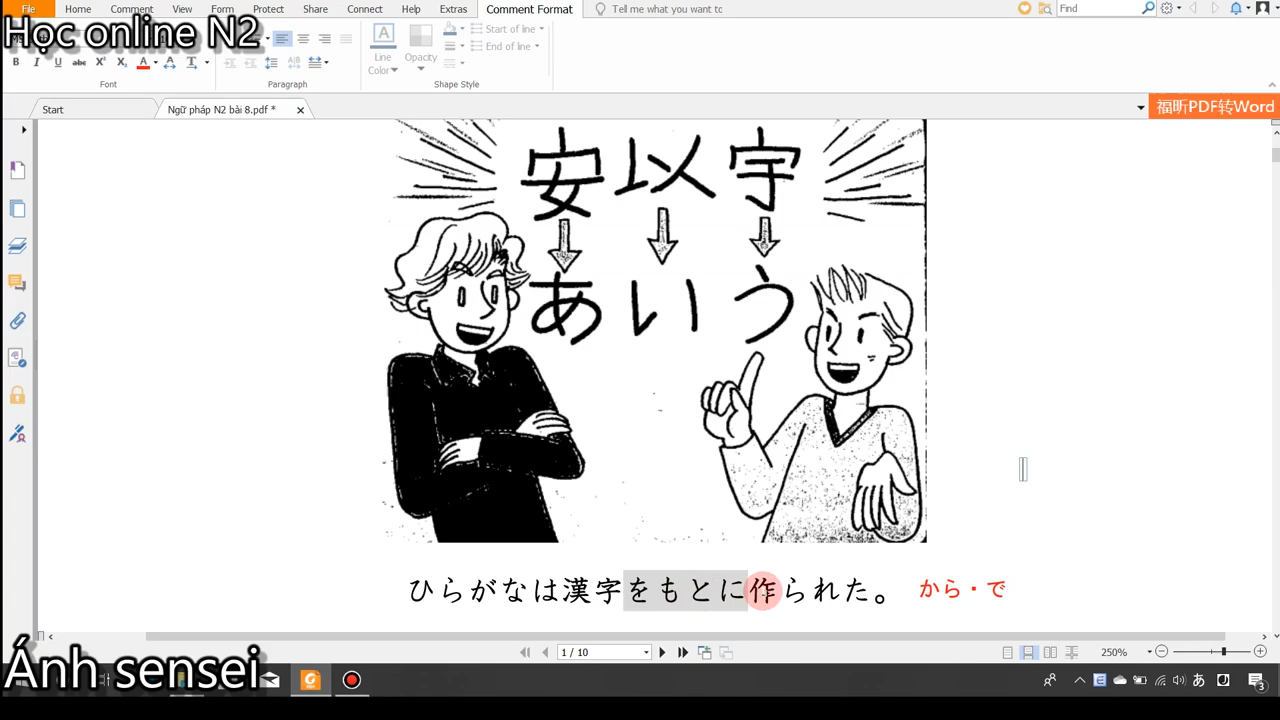 File Home Comment View Form Protect Share Connect Help Extras Comment Format Tell me what you want to Find
Học online N2
Start of line
End of line
Line Color
Opacity
Font Paragraph Shape Style
Start Ngữ pháp N2 bài 8.pdf *
福昕PDF转Word
安以宇
あいう
ひらがなは漢字をもとに作られた。 から・で
1 / 10
250%
Ánh sensei
あ
3